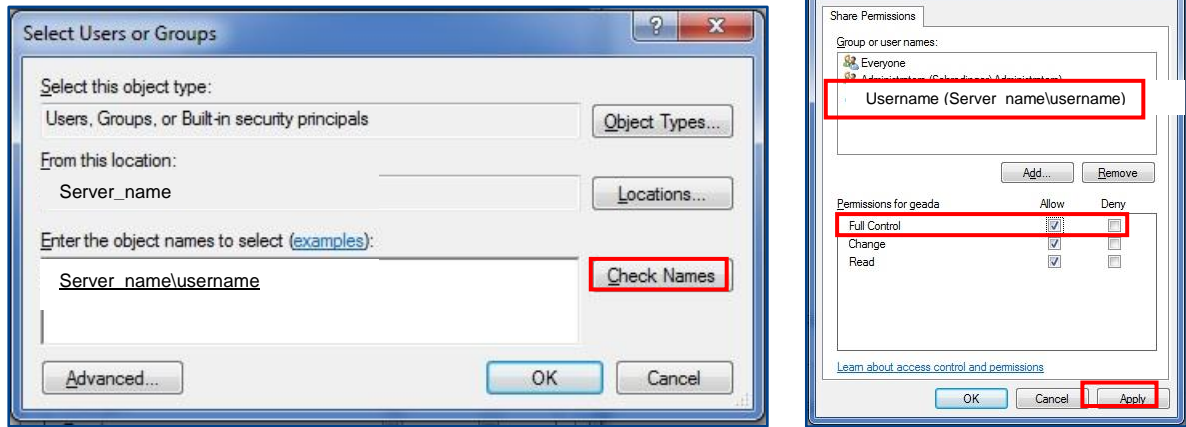 Select Users or Groups
Select this object type:
Users, Groups, or Built-in security principals
Object Types...
From this location:
Server_name
Locations...
Enter the object names to select (examples):
Server_name\username
Check Names
Advanced...
OK
Cancel
Share Permissions
Group or user names:
Everyone
Administrators (Schrodinger\Administrators)
Username (Server_name\username)
Add...
Remove
Permissions for geada
Allow
Deny
Full Control
Change
Read
Learn about access control and permissions
OK
Cancel
Apply